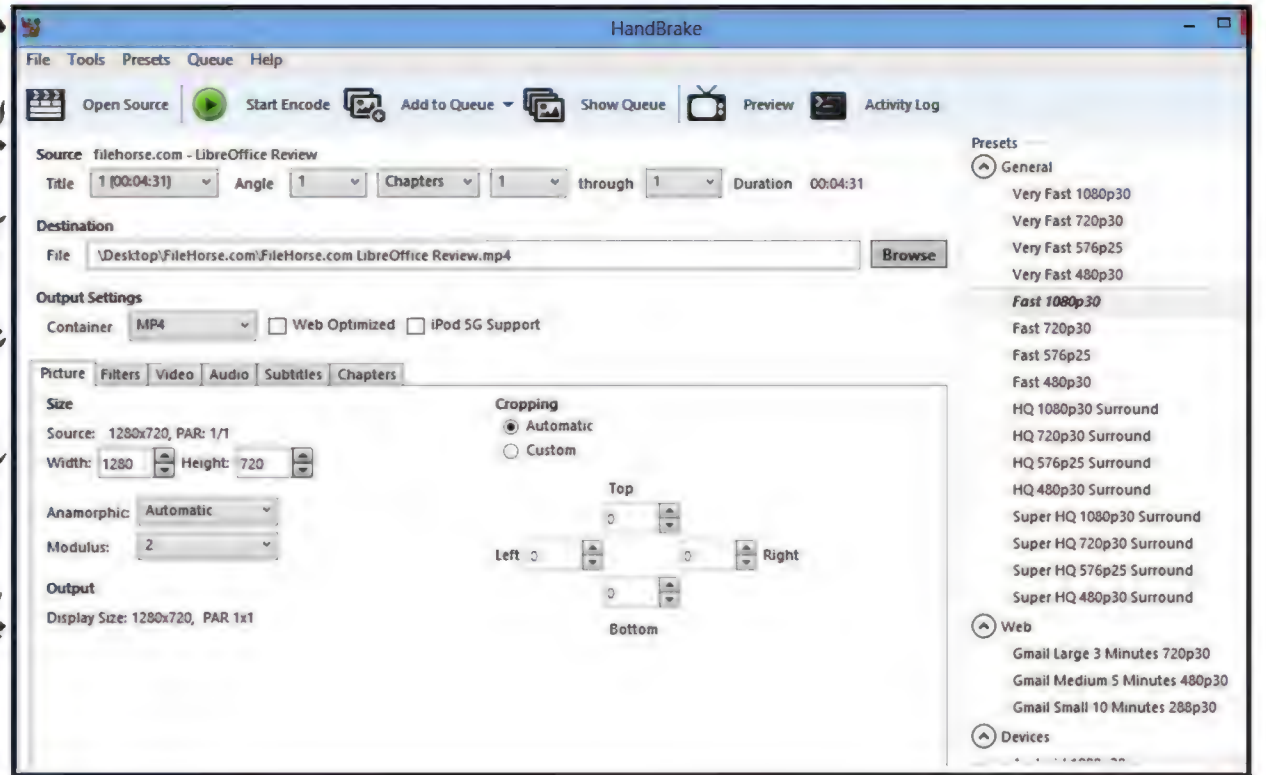 HandBrake
File Tools Presets Queue Help
Open Source Start Encode Add to Queue Show Queue Preview Activity Log
Source filehorse.com - LibreOffice Review
Title 1 (00:04:31) Angle 1 Chapters 1 through 1 Duration 00:04:31
Destination
File \Desktop\FileHorse.com\FileHorse.com LibreOffice Review.mp4 Browse
Output Settings
Container MP4 Web Optimized iPod 5G Support
Picture Filters Video Audio Subtitles Chapters
Size
Source: 1280x720, PAR: 1/1
Width: 1280 Height: 720
Anamorphic: Automatic
Modulus: 2
Output
Display Size: 1280x720, PAR 1x1
Cropping
Automatic
Custom
Top
0
Left 0 0 Right
0
Bottom
Presets
General
Very Fast 1080p30
Very Fast 720p30
Very Fast 576p25
Very Fast 480p30
Fast 1080p30
Fast 720p30
Fast 576p25
Fast 480p30
HQ 1080p30 Surround
HQ 720p30 Surround
HQ 576p25 Surround
HQ 480p30 Surround
Super HQ 1080p30 Surround
Super HQ 720p30 Surround
Super HQ 576p25 Surround
Super HQ 480p30 Surround
Web
Gmail Large 3 Minutes 720p30
Gmail Medium 5 Minutes 480p30
Gmail Small 10 Minutes 288p30
Devices